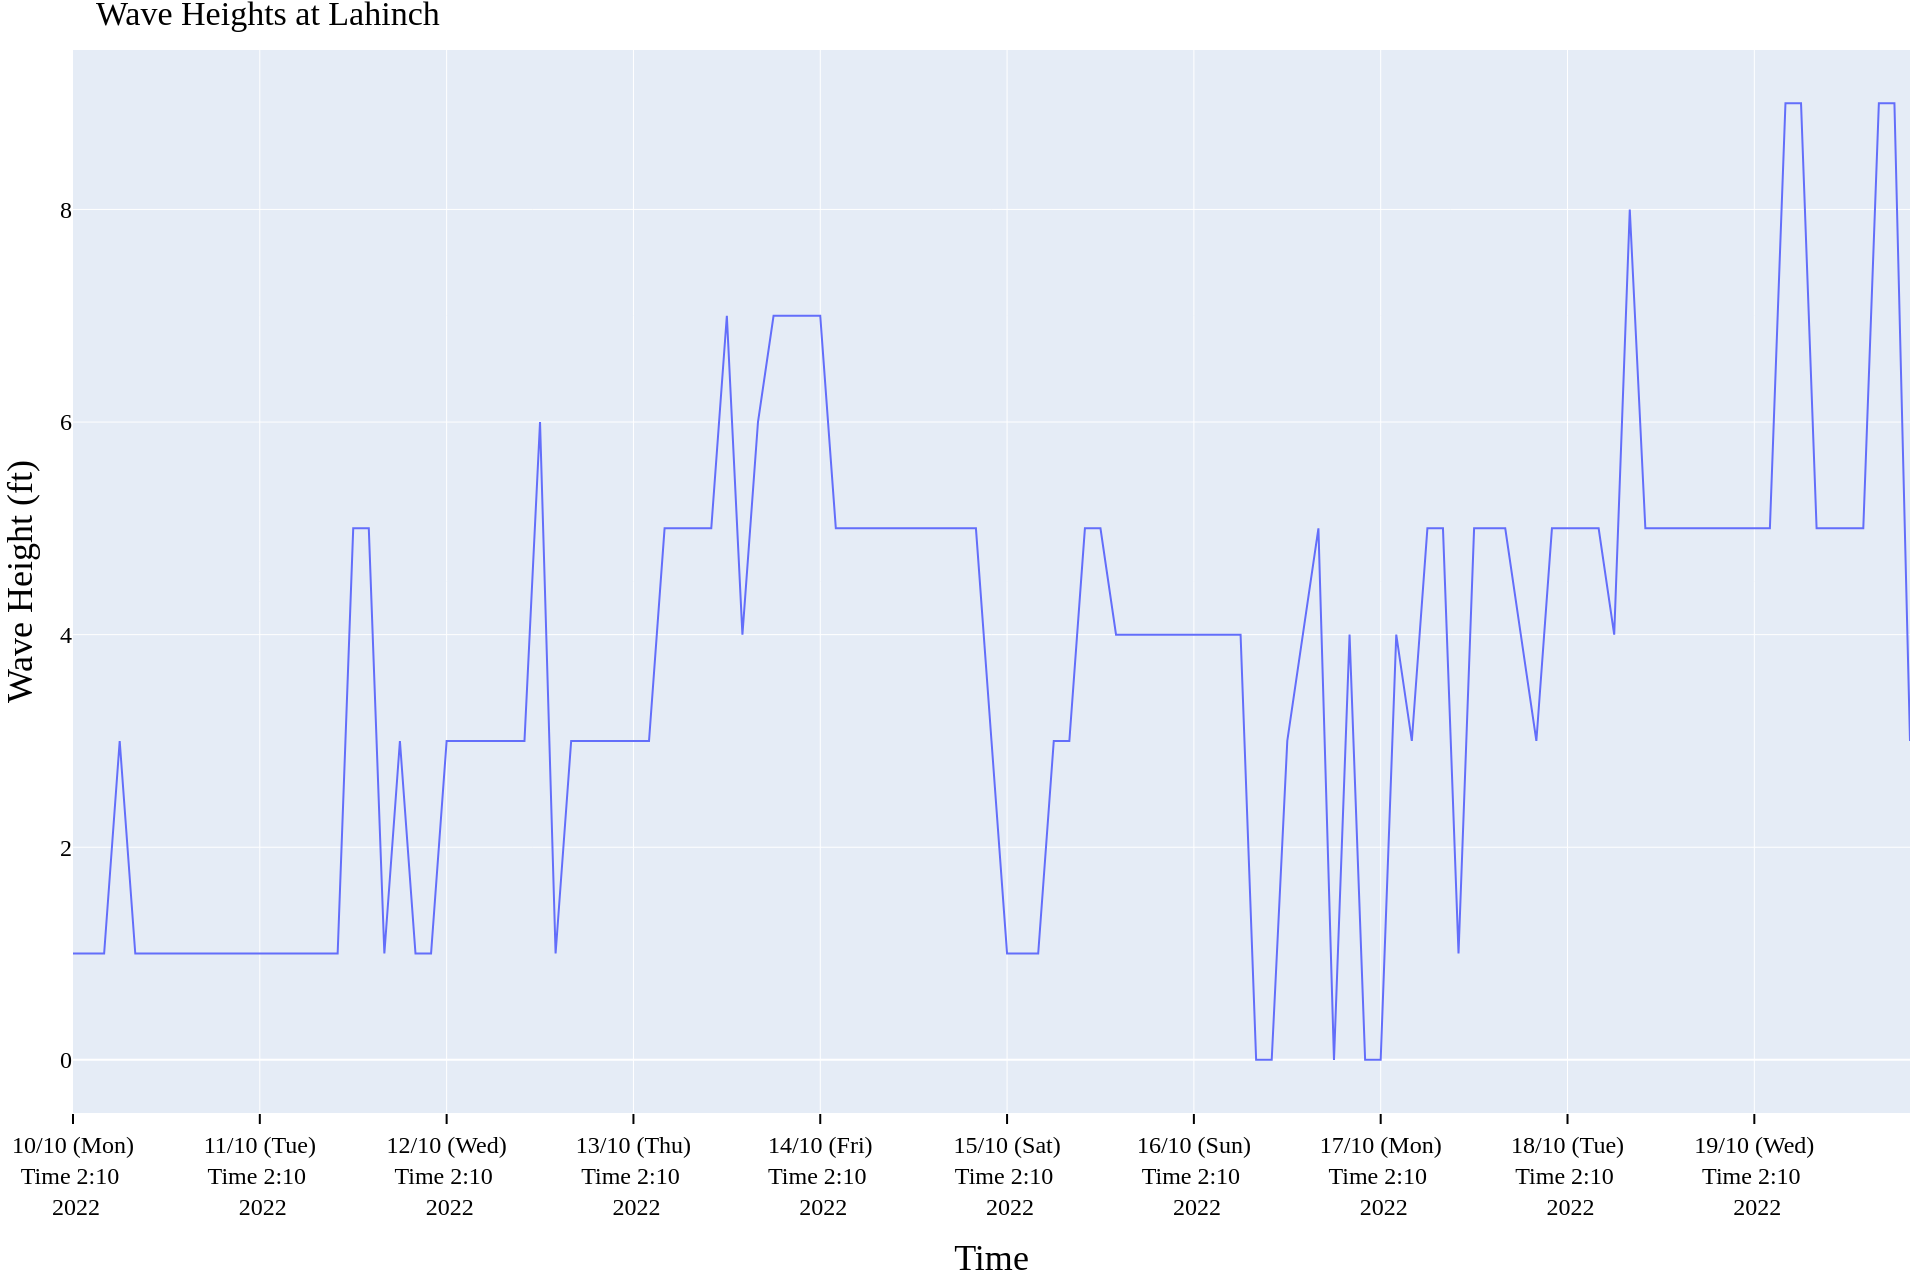 Wave Heights at Lahinch
Wave Height (ft)
8
6
4
2
0
10/10 (Mon) 11/10 (Tue) 12/10 (Wed) 13/10 (Thu) 14/10 (Fri) 15/10 (Sat) 16/10 (Sun) 17/10 (Mon) 18/10 (Tue) 19/10 (Wed)
Time 2:10 Time 2:10 Time 2:10 Time 2:10 Time 2:10 Time 2:10 Time 2:10 Time 2:10 Time 2:10 Time 2:10
2022 2022 2022 2022 2022 2022 2022 2022 2022 2022
Time